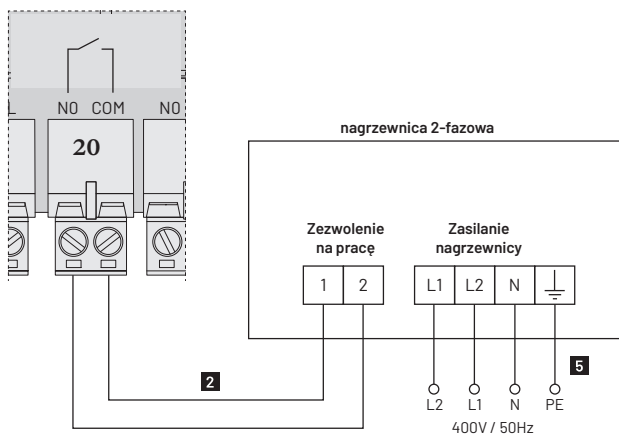 L NO COM NO
20
nagrzewnica 2-fazowa
Zezwolenie
na pracę
Zasilanie
nagrzewnicy
1 2
L1 L2 N
2
5
L2 L1 N PE
400V / 50Hz